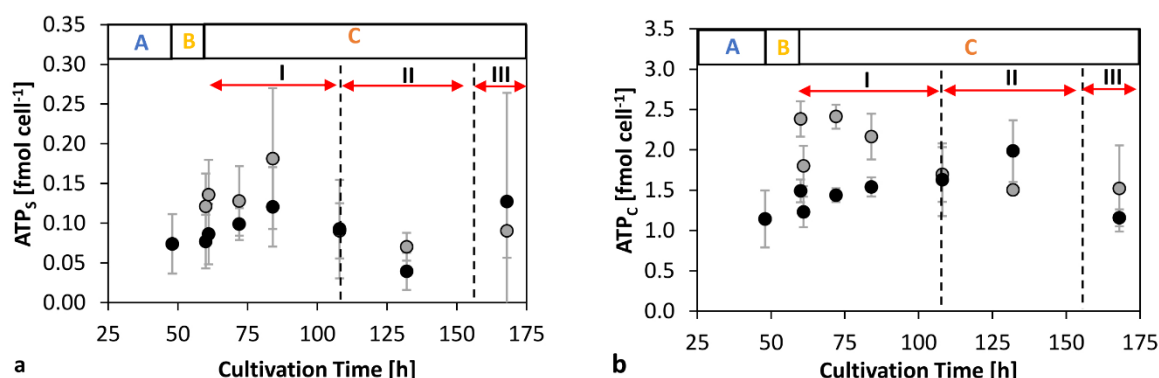 0.35
0.30
0.25
0.20
0.15
0.10
0.05
0.00
ATP_S [fmol cell⁻¹]
A
B
C
I
II
III
25
50
75
100
125
150
175
Cultivation Time [h]
a
3.5
3.0
2.5
2.0
1.5
1.0
0.5
0.0
ATP_C [fmol cell⁻¹]
A
B
C
I
II
III
25
50
75
100
125
150
175
Cultivation Time [h]
b